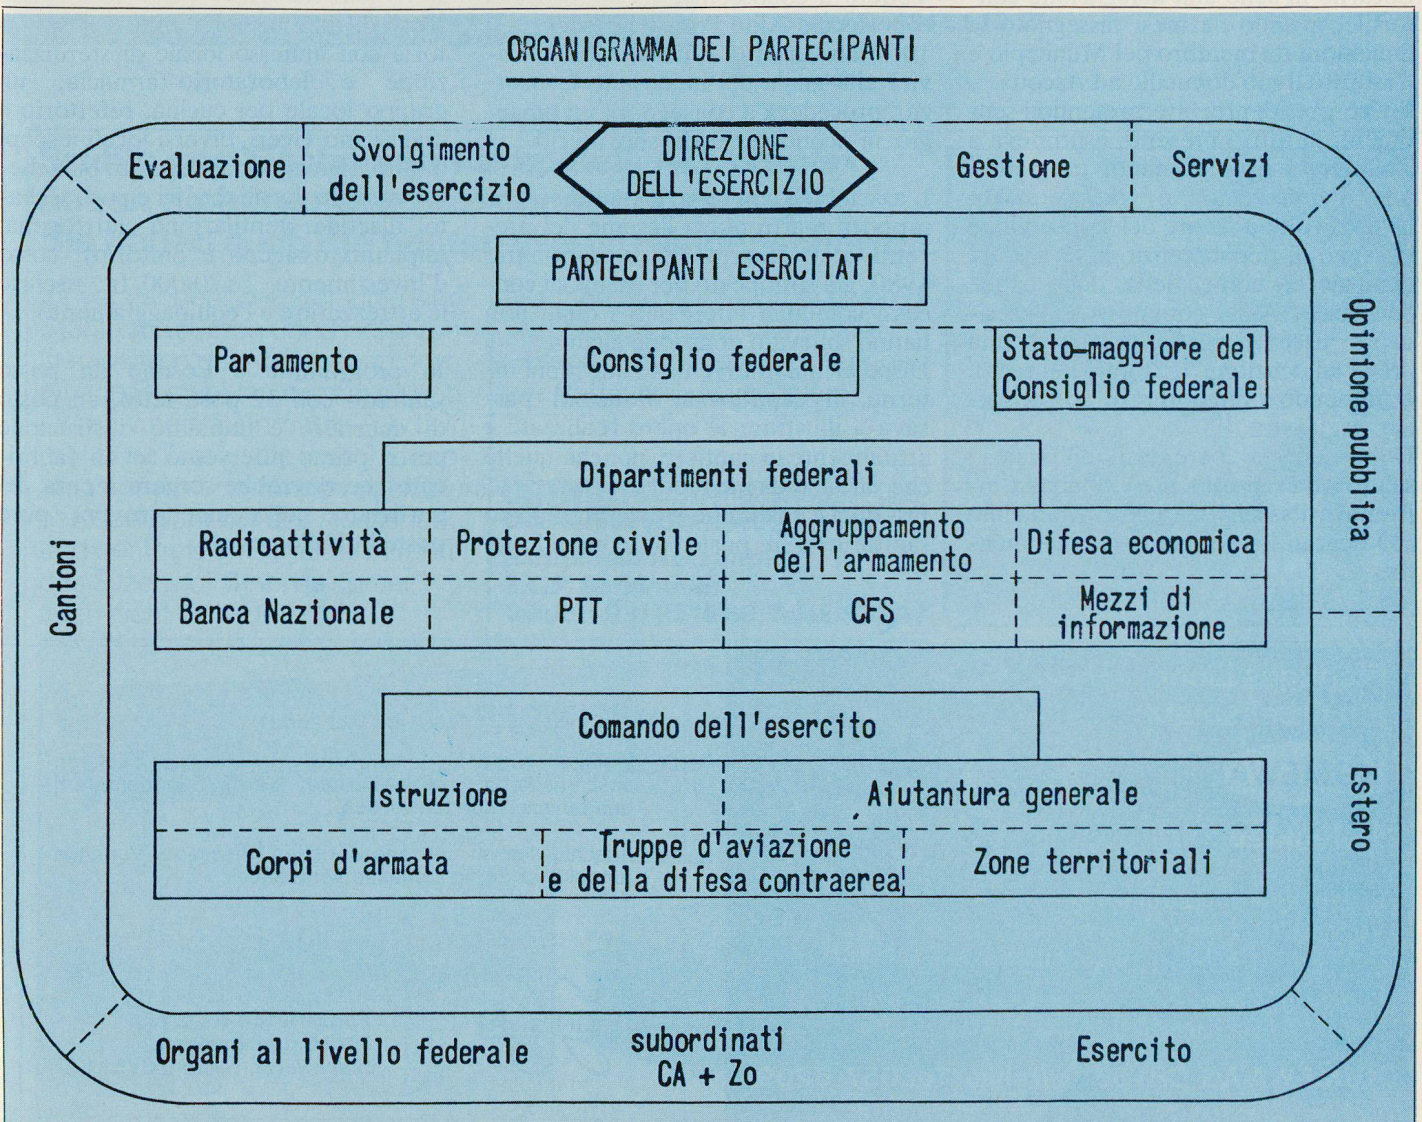 ORGANIGRAMMA DEI PARTECIPANTI
Evaluazione
Svolgimento
dell'esercizio
DIREZIONE
DELL'ESERCIZIO
Gestione
Servizi
PARTECIPANTI ESERCITATI
Parlamento
Consiglio federale
Stato-maggiore del
Consiglio federale
Opinione pubblica
Dipartimenti federali
Radioattività
Protezione civile
Aggruppamento
dell'armamento
Difesa economica
Cantoni
Banca Nazionale
PTT
CFS
Mezzi di
informazione
Comando dell'esercito
Istruzione
Aiutantura generale
Estero
Corpi d'armata
Truppe d'aviazione
e della difesa contraerea
Zone territoriali
Organi al livello federale
subordinati
CA + Zo
Esercito